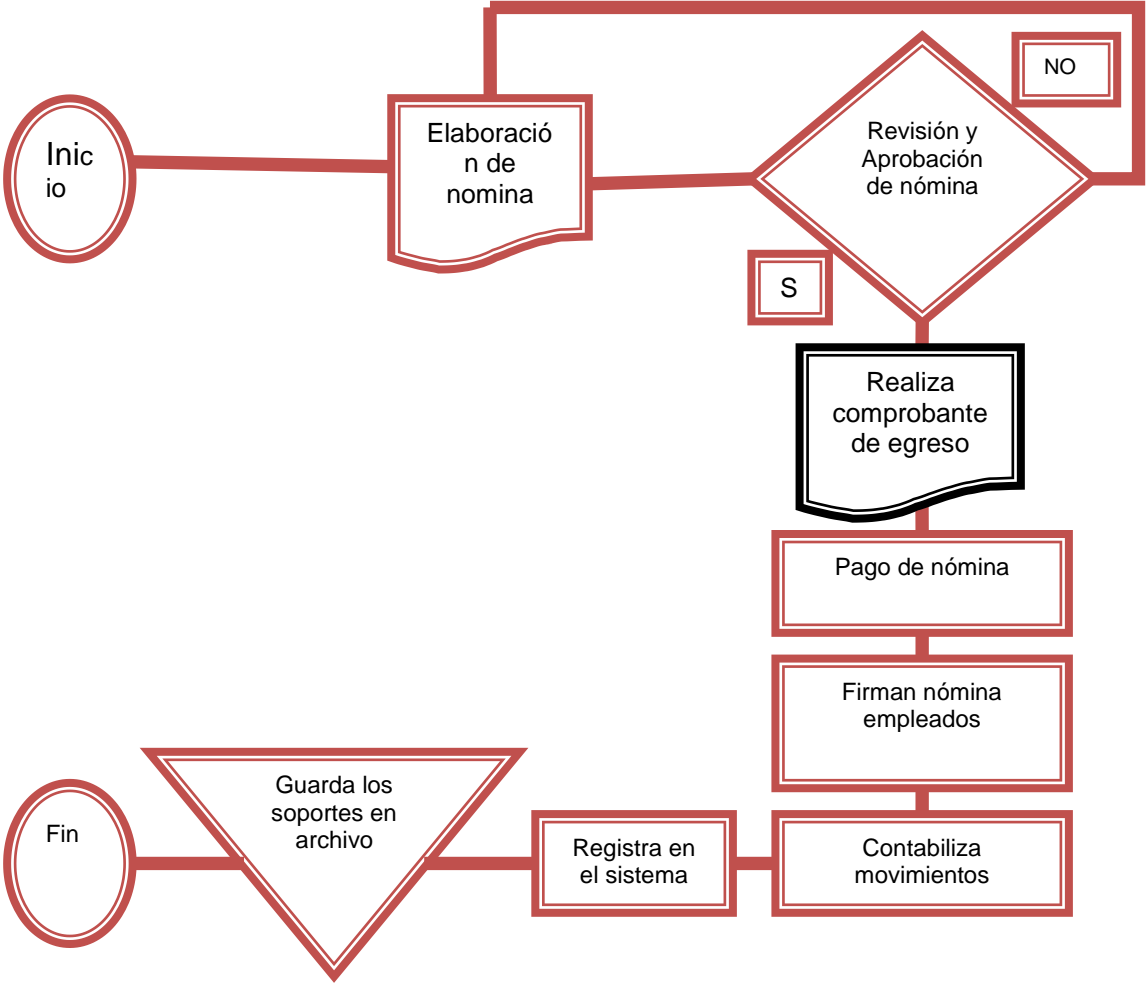 Inic
io
Elaboració
n de
nomina
Revisión y
Aprobación
de nómina
NO
S
Realiza
comprobante
de egreso
Pago de nómina
Firman nómina
empleados
Contabiliza
movimientos
Registra en
el sistema
Guarda los
soportes en
archivo
Fin